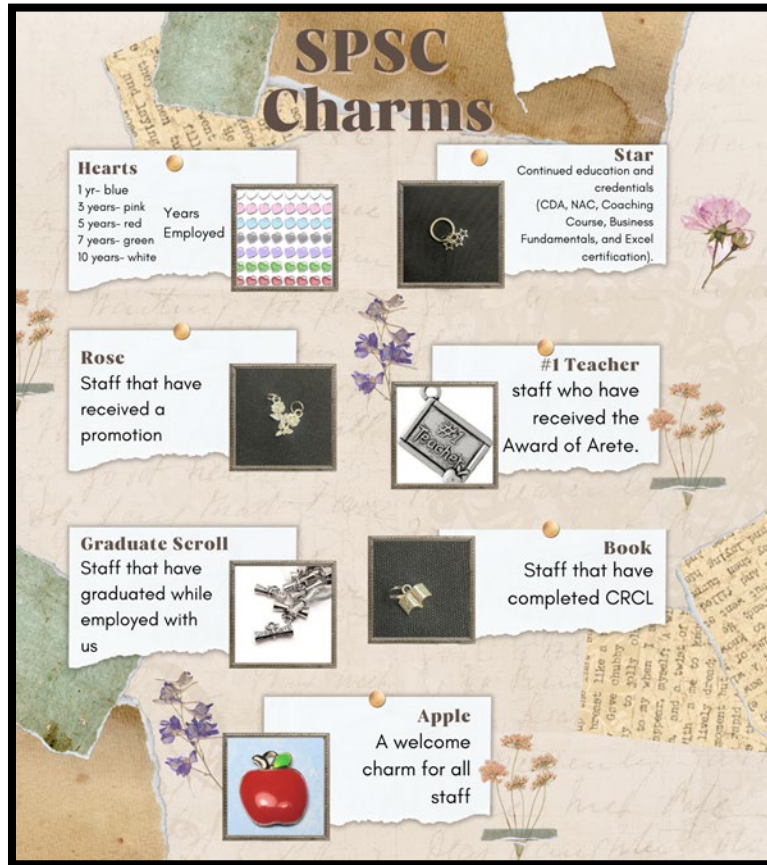 SPSC
Charms
Hearts
1 yr- blue
3 years- pink
5 years- red
7 years- green
10 years- white
Years
Employed
Star
Continued education and
credentials
(CDA, NAC, Coaching
Course, Business
Fundamentals, and Excel
certification).
Rose
Staff that have
received a
promotion
#1 Teacher
staff who have
received the
Award of Arete.
#1
Teacher
Graduate Scroll
Staff that have
graduated while
employed with
us
Book
Staff that have
completed CRCL
Apple
A welcome
charm for all
staff